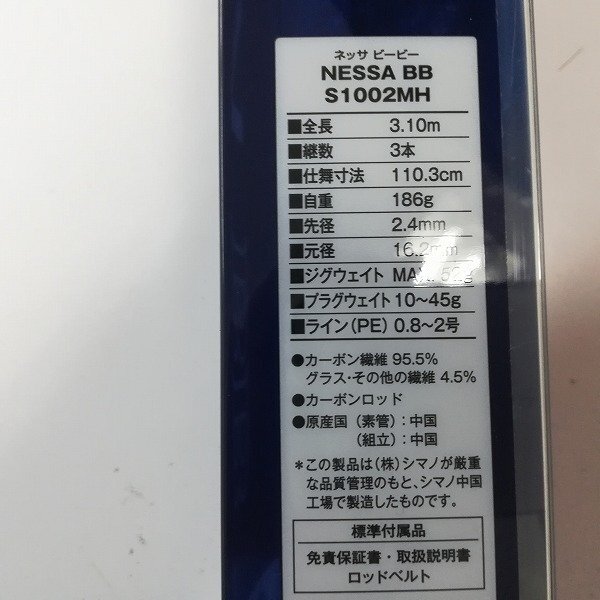 ネッサ ビービー
NESSA BB
S1002MH
■全長 3.10m
■継数 3本
■仕舞寸法 110.3cm
■自重 186g
■先径 2.4mm
■元径 16.2mm
■ジグウェイト MAX.
■プラグウェイト 10〜45g
■ライン(PE) 0.8〜2号
●カーボン繊維 95.5%
グラス・その他の繊維 4.5%
●カーボンロッド
●原産国(素管):中国
(組立):中国
*この製品は(株)シマノが厳重
な品質管理のもと、シマノ中国
工場で製造したものです。
標準付属品
免責保証書・取扱説明書
ロッドベルト